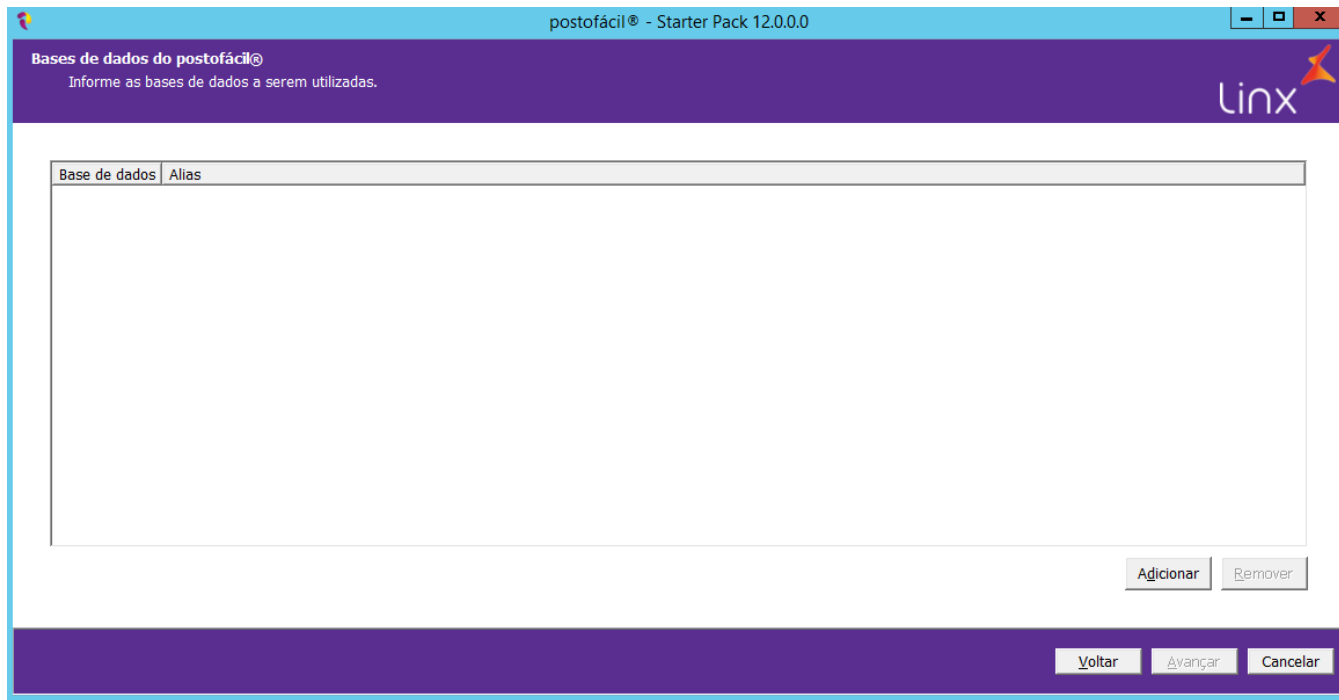 postofácil® - Starter Pack 12.0.0.0
Bases de dados do postofácil®
Informe as bases de dados a serem utilizadas.
Linx
Base de dados Alias
Adicionar Remover
Voltar Avançar Cancelar